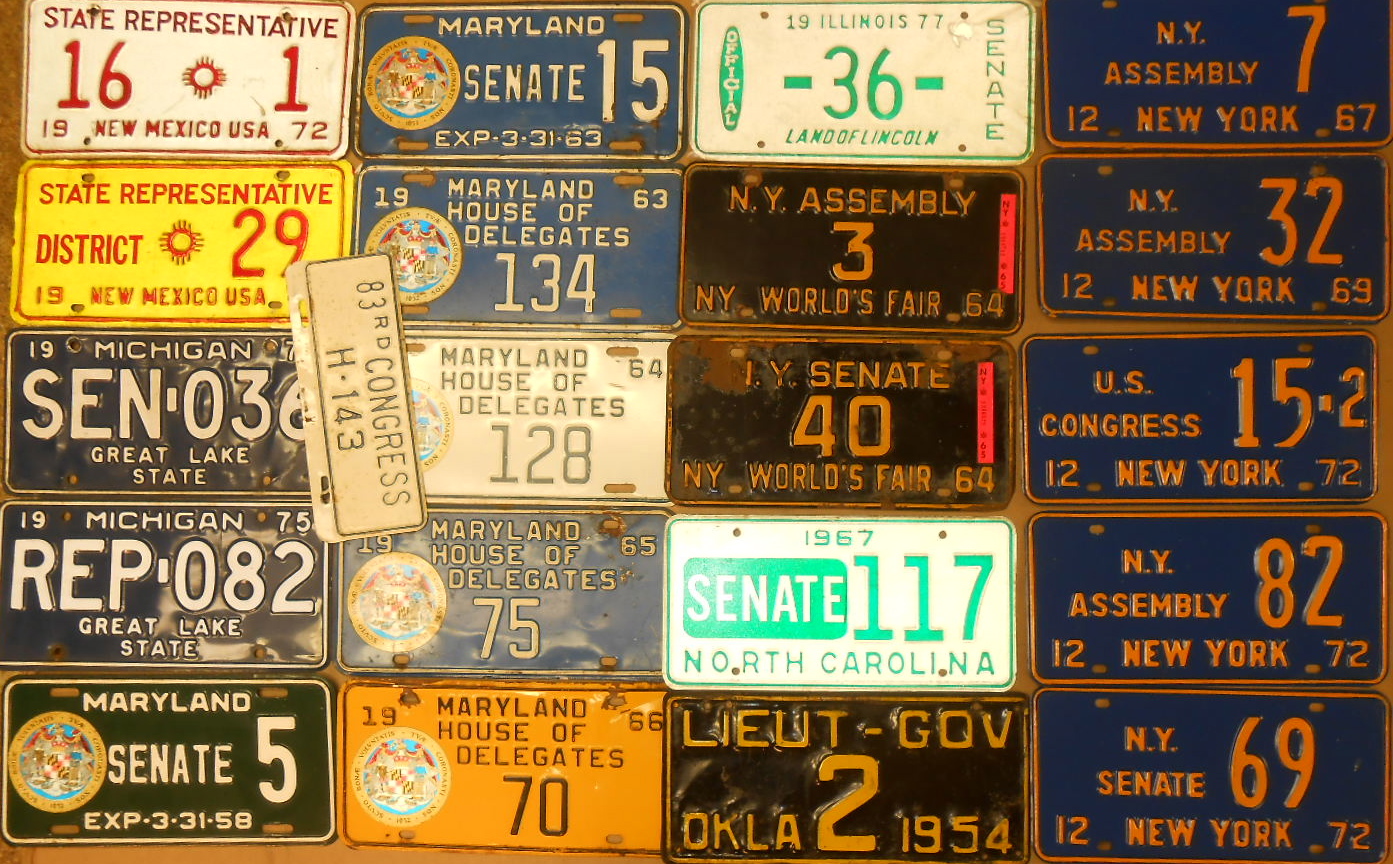 STATE REPRESENTATIVE
16 1
19 NEW MEXICO USA 72
MARYLAND
SENATE 15
EXP-3-31-63
19 ILLINOIS 77
OFFICIAL
-36-
SENATE
LAND OF LINCOLN
N.Y.
ASSEMBLY 7
12 NEW YORK 67
STATE REPRESENTATIVE
DISTRICT 29
19 NEW MEXICO USA
19 MARYLAND 63
HOUSE OF
DELEGATES
134
N.Y. ASSEMBLY
3
NY WORLD'S FAIR 64
N.Y.
ASSEMBLY 32
12 NEW YORK 69
19 MICHIGAN 7
SEN·036
GREAT LAKE
STATE
83RD CONGRESS
H-143
MARYLAND 64
HOUSE OF
DELEGATES
128
.Y. SENATE
40
NY WORLD'S FAIR 64
U.S.
CONGRESS 15·2
12 NEW YORK 72
19 MICHIGAN 75
REP·082
GREAT LAKE
STATE
19 MARYLAND 65
HOUSE OF
DELEGATES
75
1967
SENATE 117
NORTH CAROLINA
N.Y.
ASSEMBLY 82
12 NEW YORK 72
MARYLAND
SENATE 5
EXP·3-31-58
19 MARYLAND 66
HOUSE OF
DELEGATES
70
LIEUT-GOV
2
OKLA 1954
N.Y.
SENATE 69
12 NEW YORK 72